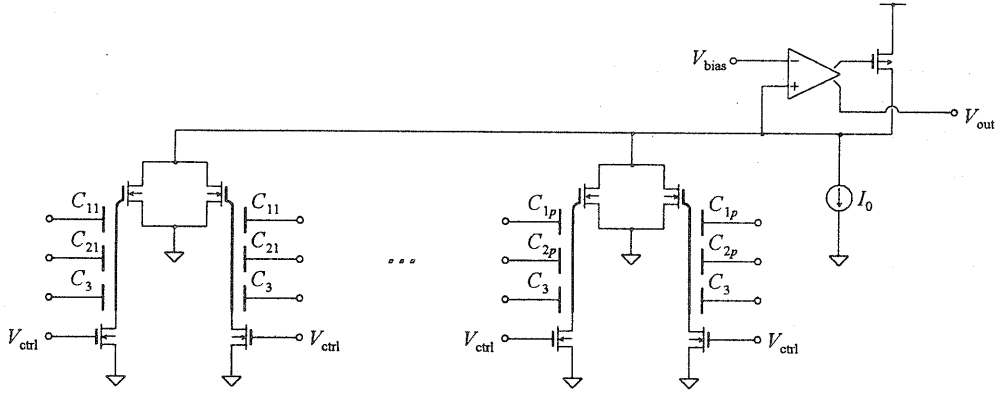 V_bias
−
+
V_out
C_11 C_11 C_1p C_1p I_0
C_21 C_21 C_2p C_2p
C_3 C_3 C_3 C_3
V_ctrl V_ctrl V_ctrl V_ctrl